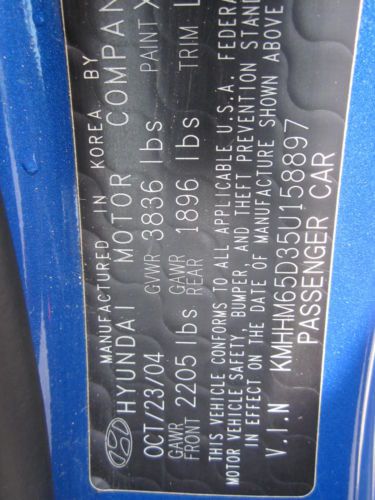 MANUFACTURED IN KOREA BY
HYUNDAI MOTOR COMPAN
OCT/23/04 GVWR 3836 lbs PAINT X
GAWR FRONT 2205 lbs GAWR REAR 1896 lbs TRIM L
THIS VEHICLE CONFORMS TO ALL APPLICABLE U.S.A. FEDERA
MOTOR VEHICLE SAFETY, BUMPER AND THEFT PREVENTION STAND
IN EFFECT ON THE DATE OF MANUFACTURE SHOWN ABOVE
V.I.N KMHHM65D35U158897
PASSENGER CAR